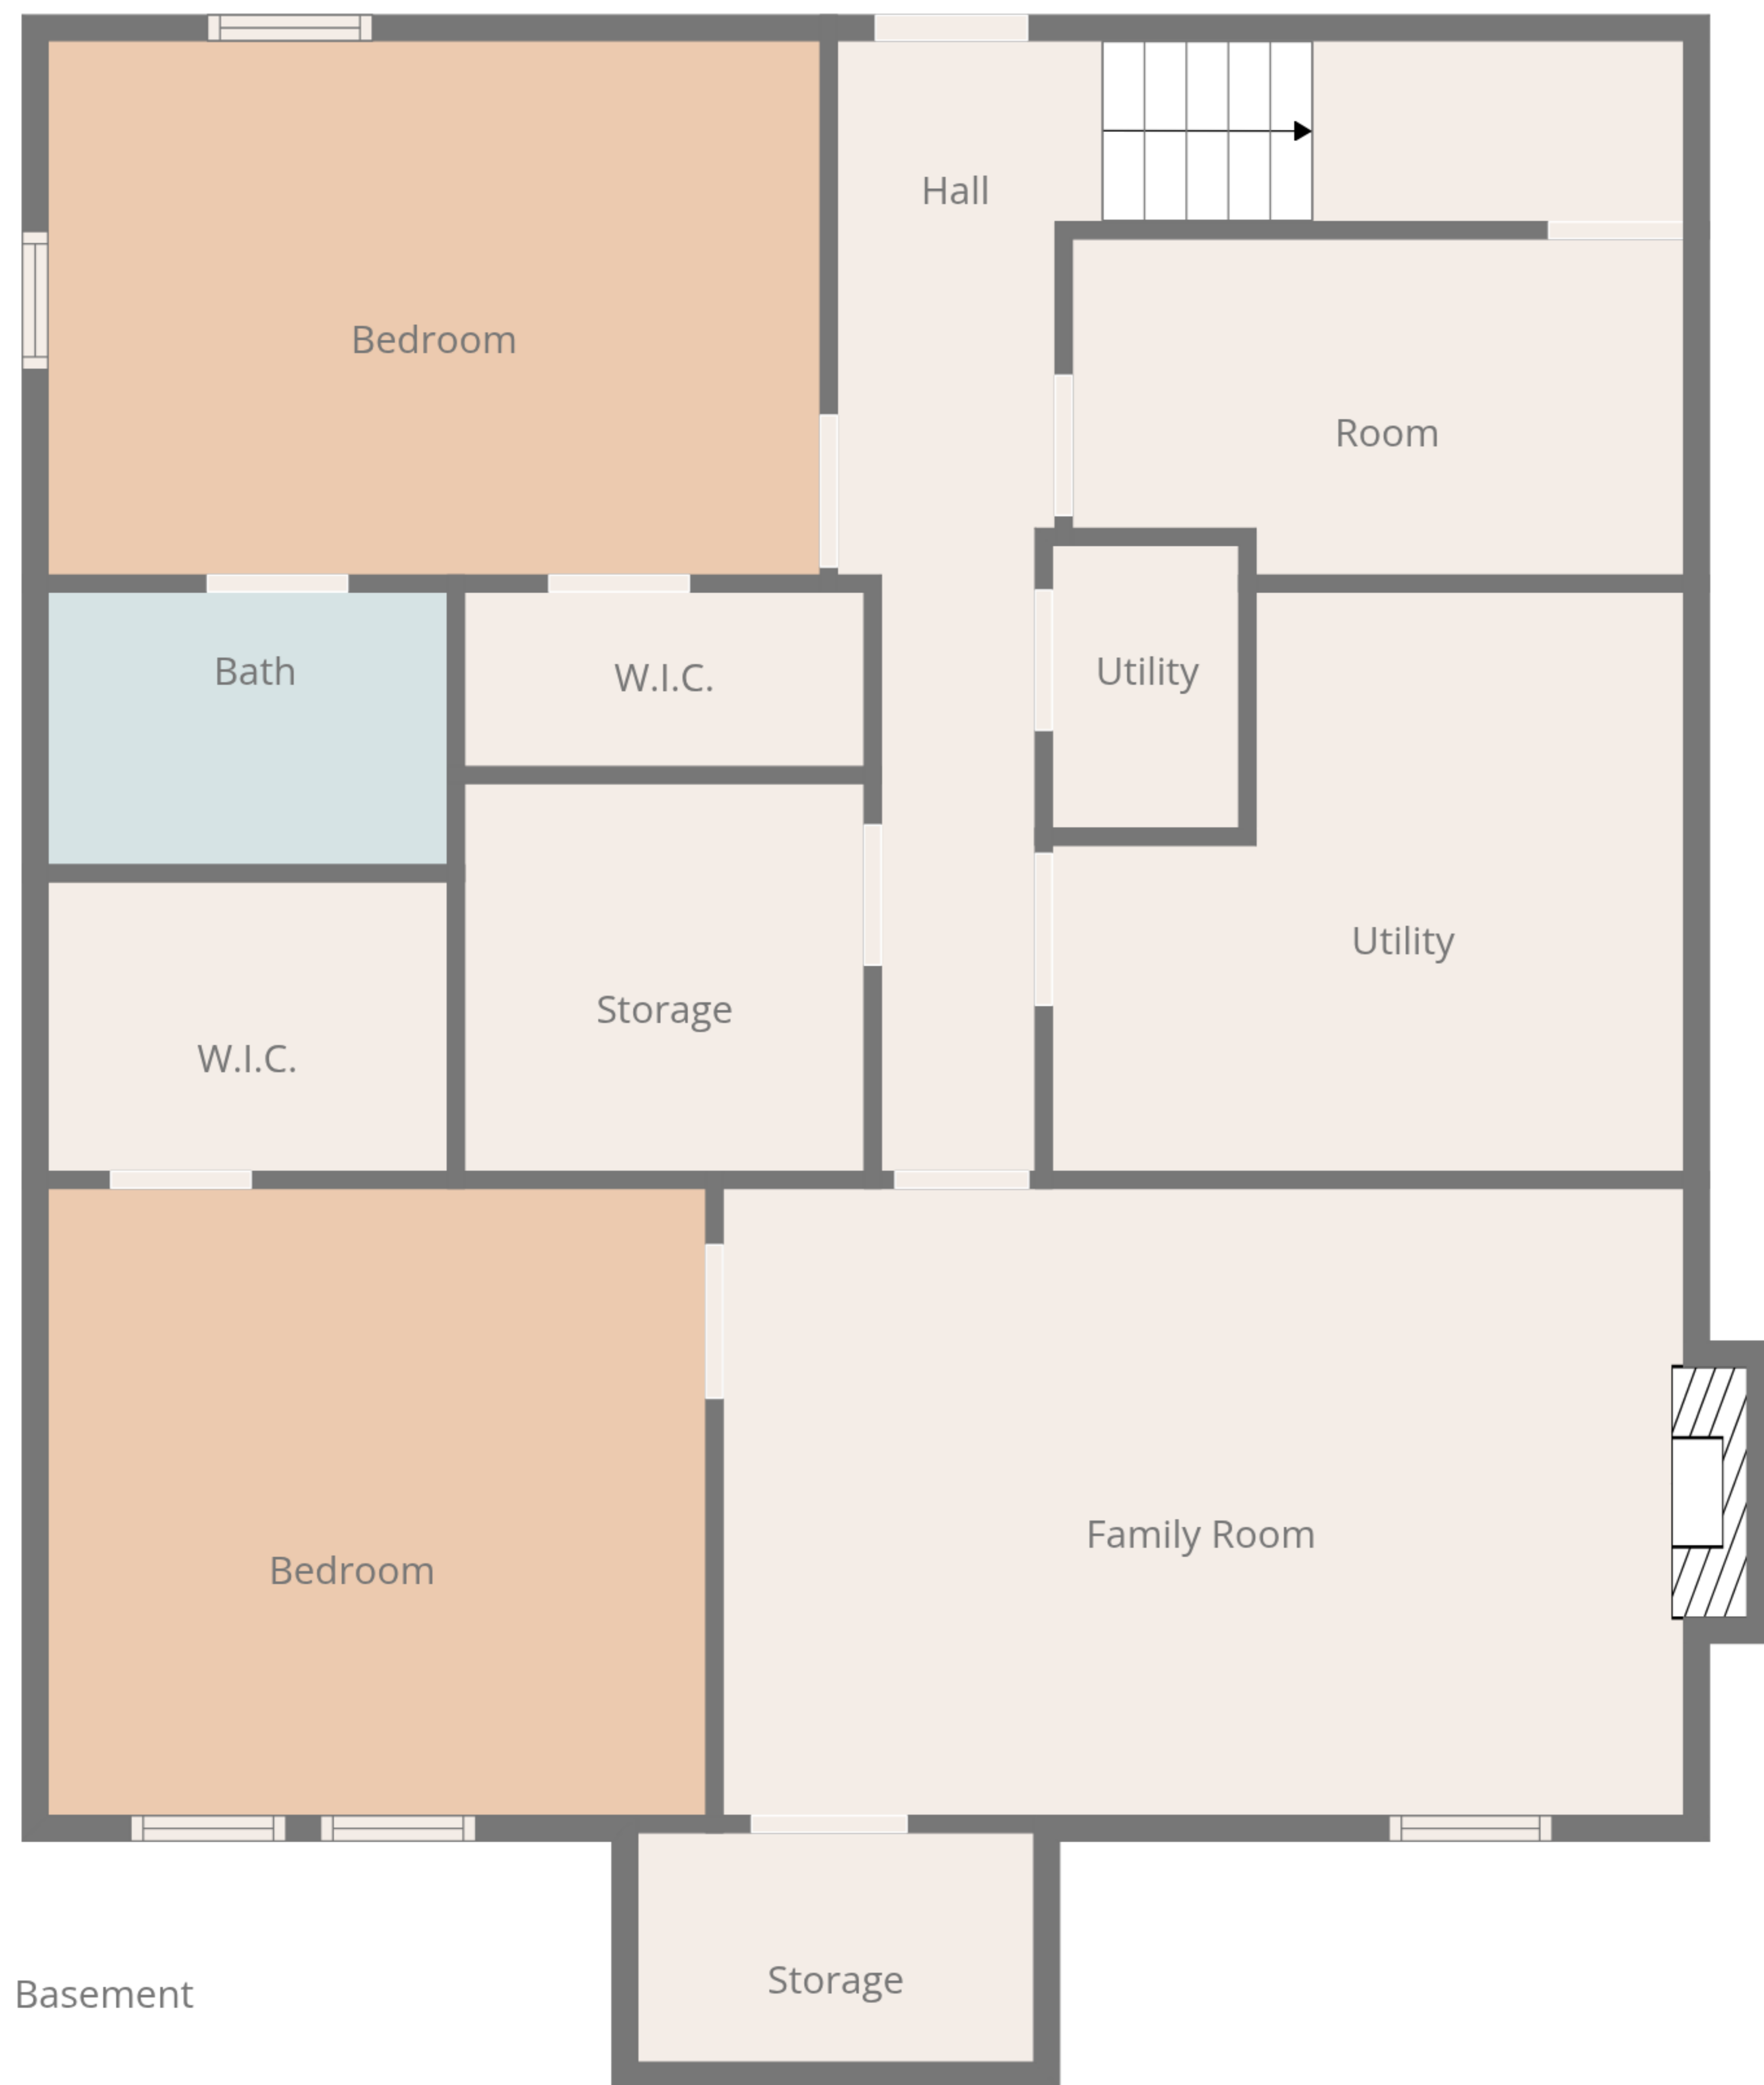 Hall
Bedroom
Room
Bath
W.I.C.
Utility
Utility
Storage
W.I.C.
Family Room
Bedroom
Storage
Basement